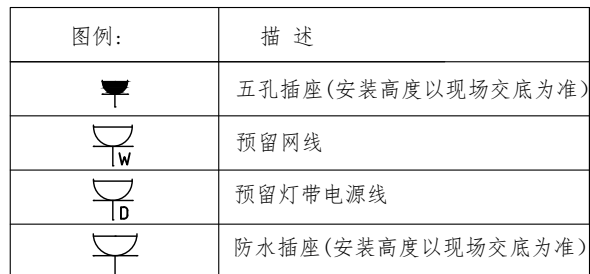 图例: 描 述
五孔插座(安装高度以现场交底为准)
W 预留网线
D 预留灯带电源线
防水插座(安装高度以现场交底为准)